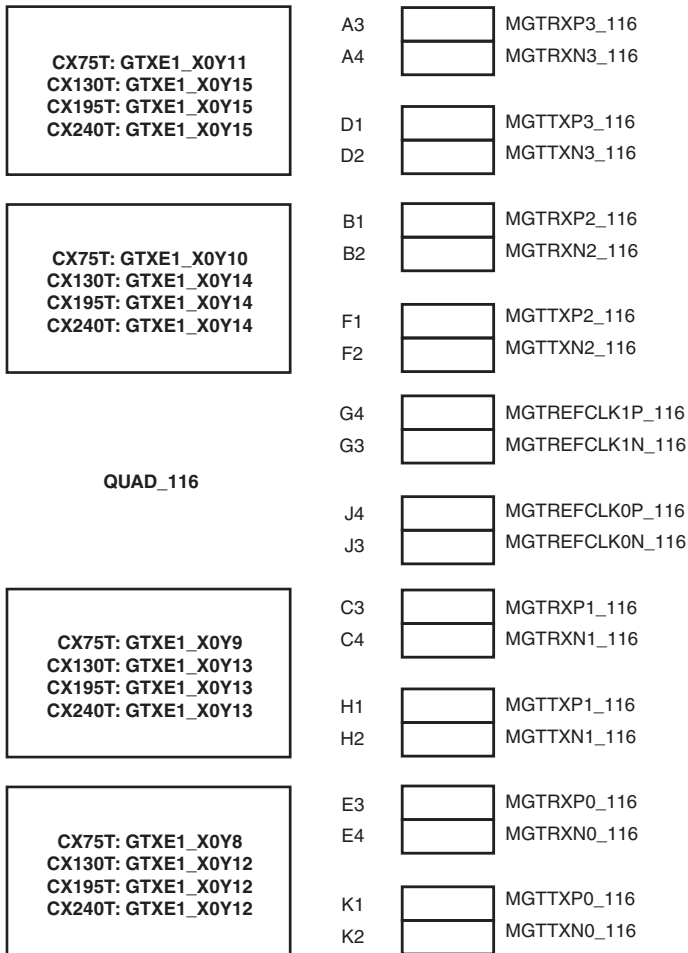 A3 MGTRXP3_116
A4 MGTRXN3_116
CX75T: GTXE1_X0Y11
CX130T: GTXE1_X0Y15
CX195T: GTXE1_X0Y15
CX240T: GTXE1_X0Y15
D1 MGTTXP3_116
D2 MGTTXN3_116
B1 MGTRXP2_116
B2 MGTRXN2_116
CX75T: GTXE1_X0Y10
CX130T: GTXE1_X0Y14
CX195T: GTXE1_X0Y14
CX240T: GTXE1_X0Y14
F1 MGTTXP2_116
F2 MGTTXN2_116
G4 MGTREFCLK1P_116
G3 MGTREFCLK1N_116
QUAD_116
J4 MGTREFCLK0P_116
J3 MGTREFCLK0N_116
C3 MGTRXP1_116
C4 MGTRXN1_116
CX75T: GTXE1_X0Y9
CX130T: GTXE1_X0Y13
CX195T: GTXE1_X0Y13
CX240T: GTXE1_X0Y13
H1 MGTTXP1_116
H2 MGTTXN1_116
E3 MGTRXP0_116
E4 MGTRXN0_116
CX75T: GTXE1_X0Y8
CX130T: GTXE1_X0Y12
CX195T: GTXE1_X0Y12
CX240T: GTXE1_X0Y12
K1 MGTTXP0_116
K2 MGTTXN0_116